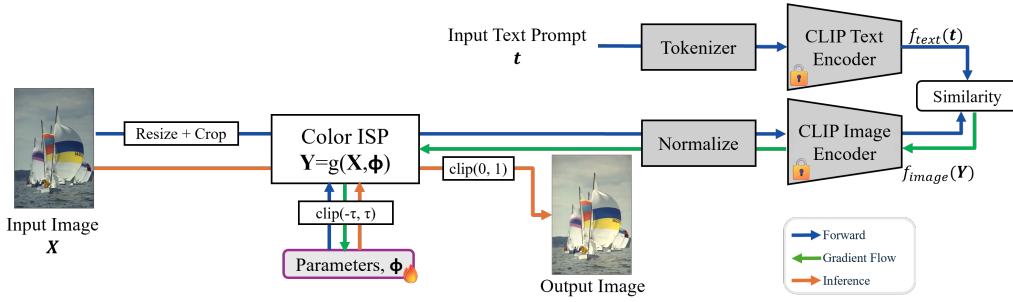 Input Text Prompt
t
Tokenizer
CLIP Text
Encoder
f_text(t)
Similarity
Resize + Crop
Color ISP
Y=g(X,ϕ)
Normalize
CLIP Image
Encoder
f_image(Y)
clip(0, 1)
clip(-τ, τ)
Parameters, ϕ
Input Image
X
Output Image
Forward
Gradient Flow
Inference